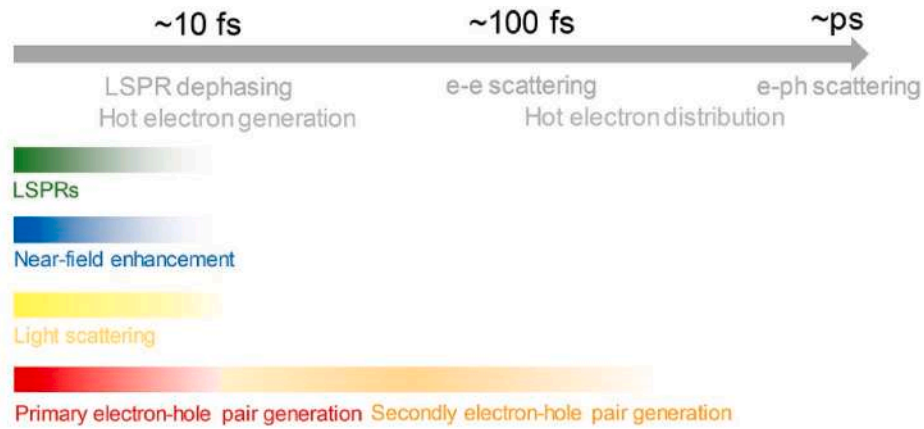 ~10 fs ~100 fs ~ps
LSPR dephasing e-e scattering e-ph scattering
Hot electron generation Hot electron distribution
LSPRs
Near-field enhancement
Light scattering
Primary electron-hole pair generation Secondly electron-hole pair generation